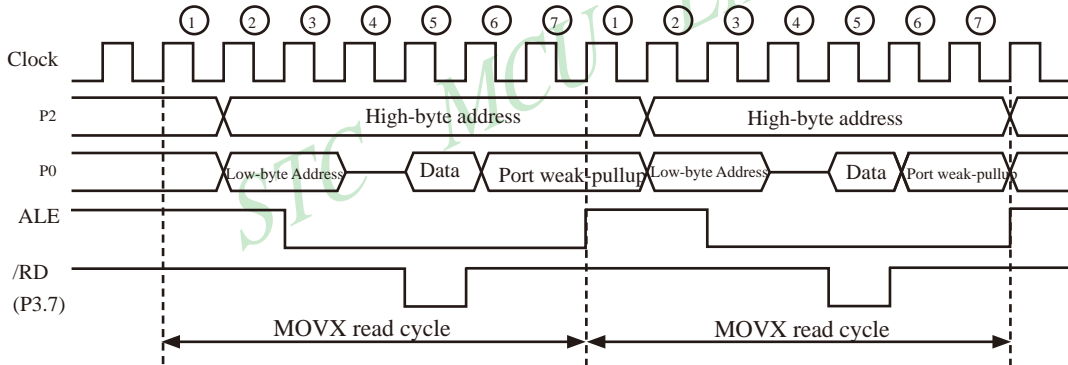 ① ② ③ ④ ⑤ ⑥ ⑦ ① ② ③ ④ ⑤ ⑥ ⑦
Clock
P2 High-byte address High-byte address
P0 Low-byte Address Data Port weak-pullup Low-byte Address Data Port weak-pullup
ALE
/RD
(P3.7)
MOVX read cycle MOVX read cycle
STC MCU